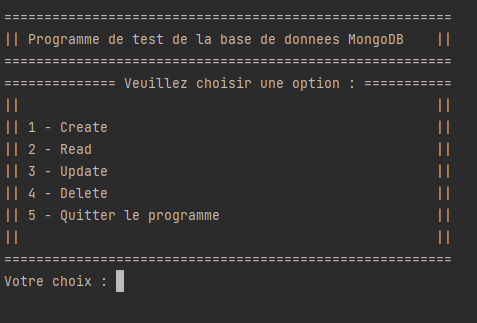 ========================================================
|| Programme de test de la base de donnees MongoDB    ||
========================================================
============== Veuillez choisir une option : ===========
||                                                    ||
|| 1 - Create                                         ||
|| 2 - Read                                           ||
|| 3 - Update                                         ||
|| 4 - Delete                                         ||
|| 5 - Quitter le programme                           ||
||                                                    ||
========================================================
Votre choix :